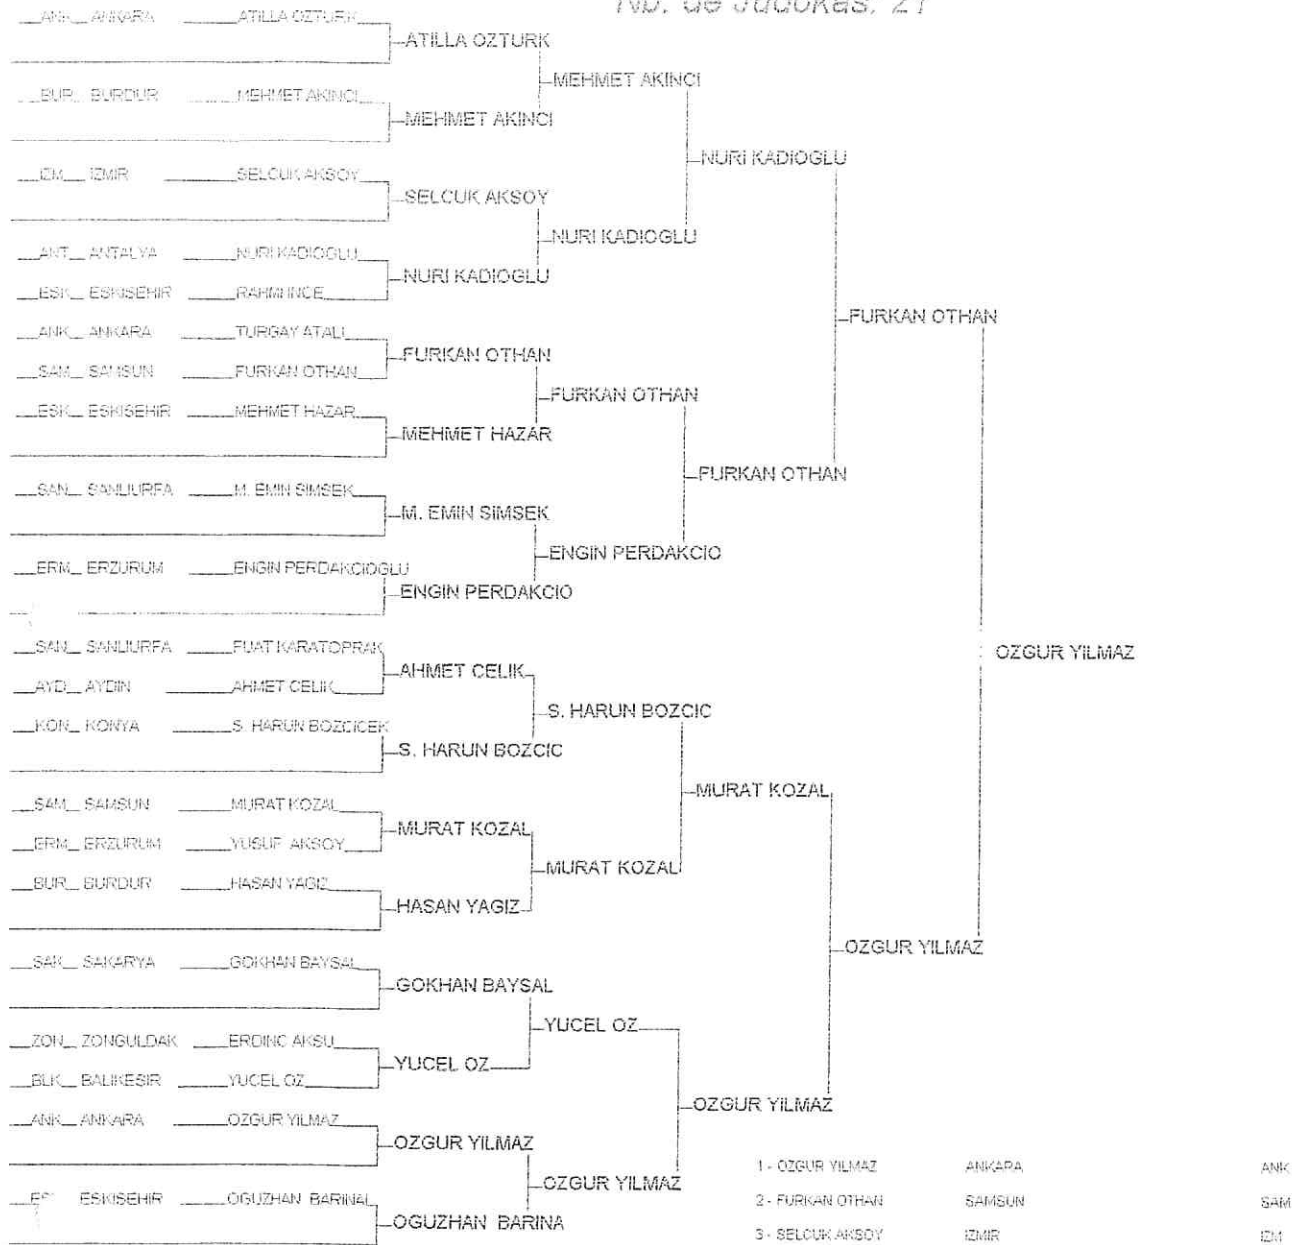 Nb. de Judokas: 21
ANK ANKARA ATILLA OZTURK
ATILLA OZTURK
MEHMET AKINCI
BUR BURDUR MEHMET AKINCI
MEHMET AKINCI
NURI KADIOGLU
IZM IZMIR SELCUK AKSOY
SELCUK AKSOY
NURI KADIOGLU
ANT ANTALYA NURI KADIOGLU
NURI KADIOGLU
ESK ESKISEHIR RAHMI INCE
FURKAN OTHAN
ANK ANKARA TURGAY ATALI
FURKAN OTHAN
SAM SAMSUN FURKAN OTHAN
FURKAN OTHAN
ESK ESKISEHIR MEHMET HAZAR
MEHMET HAZAR
FURKAN OTHAN
SAN SANLIURFA M. EMIN SIMSEK
M. EMIN SIMSEK
ENGIN PERDAKCIO
ERM ERZURUM ENGIN PERDAKCIOGLU
ENGIN PERDAKCIO
SAN SANLIURFA FUAT KARATOPRAK
OZGUR YILMAZ
AHMET CELIK
AYD AYDIN AHMET CELIK
S. HARUN BOZCIC
KON KONYA S. HARUN BOZCICEK
S. HARUN BOZCIC
MURAT KOZAL
SAM SAMSUN MURAT KOZAL
MURAT KOZAL
ERM ERZURUM YUSUF AKSOY
MURAT KOZAL
BUR BURDUR HASAN YAGIZ
HASAN YAGIZ
OZGUR YILMAZ
SAK SAKARYA GOKHAN BAYSAL
GOKHAN BAYSAL
YUCEL OZ
ZON ZONGULDAK ERDINC AKSU
YUCEL OZ
BLK BALIKESIR YUCEL OZ
OZGUR YILMAZ
ANK ANKARA OZGUR YILMAZ
OZGUR YILMAZ
1 - OZGUR YILMAZ ANKARA ANK
OZGUR YILMAZ
ES ESKISEHIR OGUZHAN BARINAL
2 - FURKAN OTHAN SAMSUN SAM
OGUZHAN BARINA
3 - SELCUK AKSOY IZMIR IZM